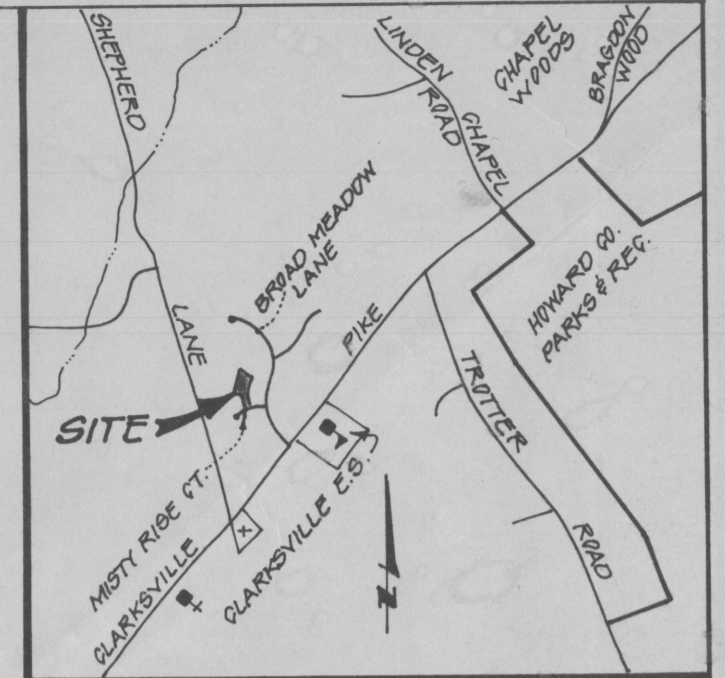 SHEPHERD
LANE
LINDEN
CHAPEL
ROAD
CHAPEL
WOODS
BRAGDON
WOOD
BROAD MEADOW
LANE
HOWARD CO.
PARKS & REC.
CLARKSVILLE
PIKE
TROTTER
ROAD
SITE
MISTY RISE CT.
CLARKSVILLE E.S.
N